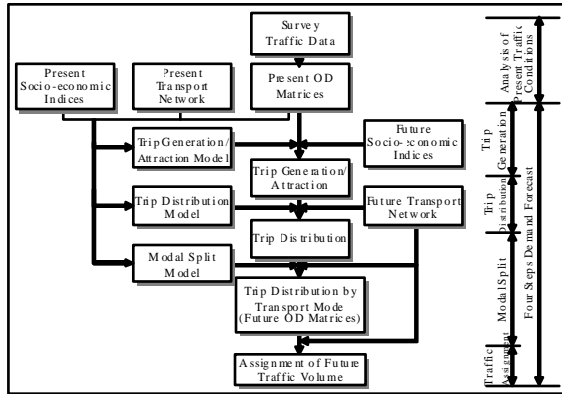 Survey
Traffic Data
Present
Socio-economic
Indices
Present
Transport
Network
Present OD
Matrices
Trip Generation/
Attraction Model
Future
Socio-economic
Indices
Trip Generation/
Attraction
Trip Distribution
Model
Future Transport
Network
Trip Distribution
Modal Split
Model
Trip Distribution by
Transport Mode
(Future OD Matrices)
Assignment of Future
Traffic Volume
Analysis of
Present Traffic
Conditions
Trip
Generation
Trip
Distribution
Modal Split
Traffic
Assignment
Four Steps Demand Forecast